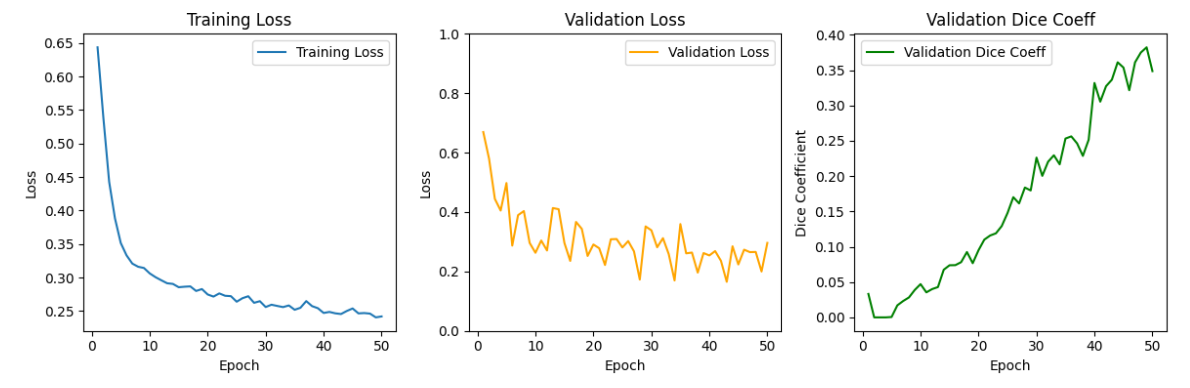 Training Loss
Training Loss
0.65
0.60
0.55
0.50
0.45
0.40
0.35
0.30
0.25
Loss
0 10 20 30 40 50
Epoch
Validation Loss
Validation Loss
1.0
0.8
0.6
0.4
0.2
0.0
Loss
0 10 20 30 40 50
Epoch
Validation Dice Coeff
Validation Dice Coeff
0.40
0.35
0.30
0.25
0.20
0.15
0.10
0.05
0.00
Dice Coefficient
0 10 20 30 40 50
Epoch